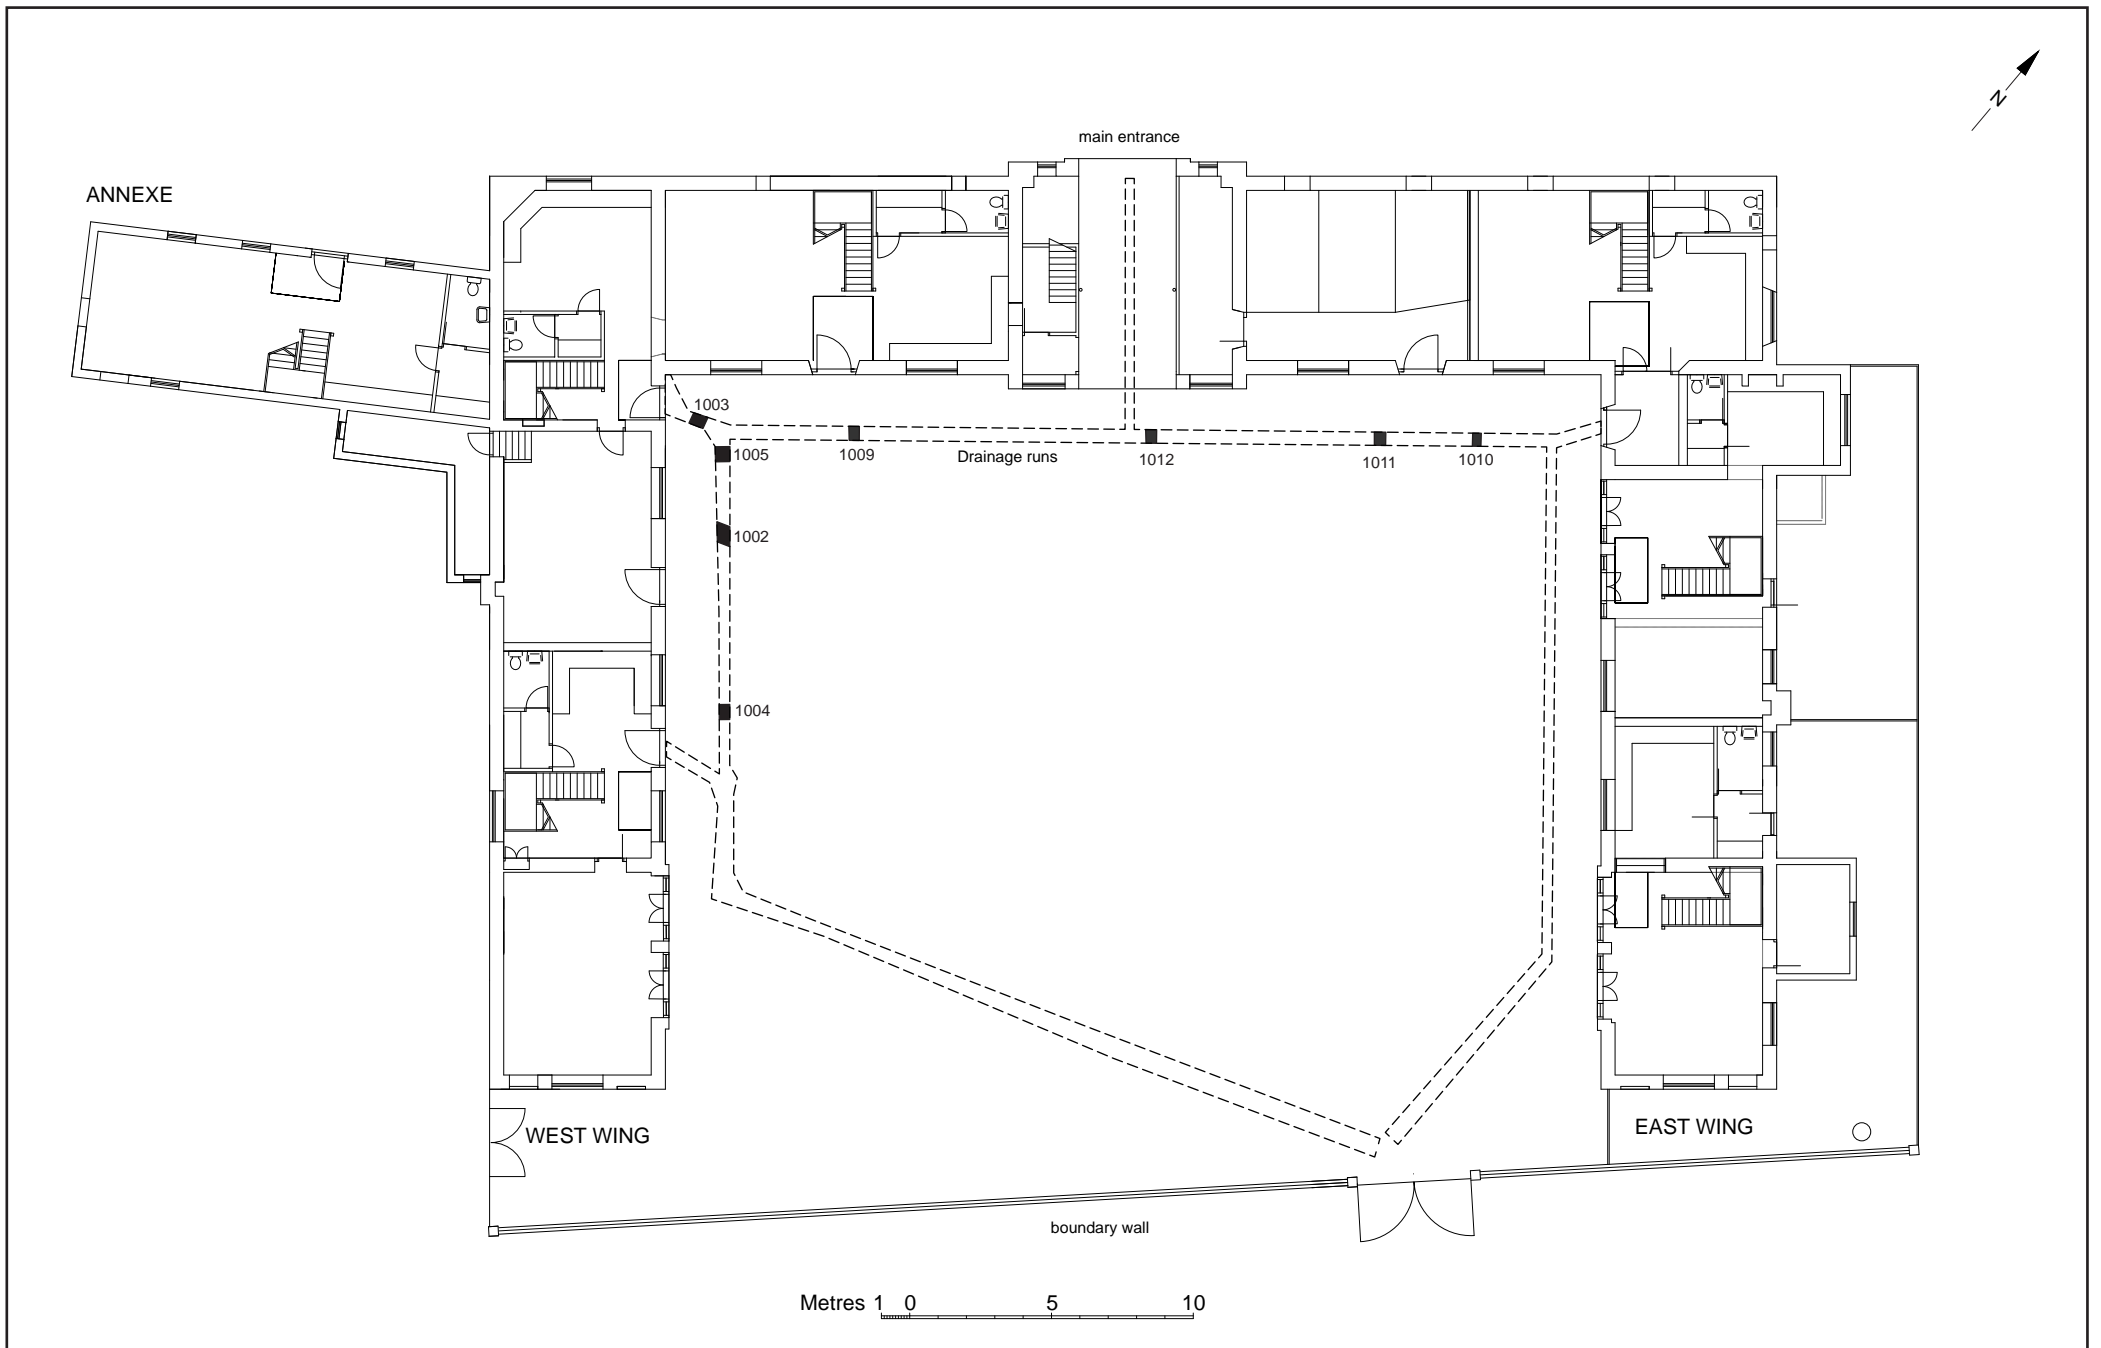 N
main entrance
ANNEXE
1003
1005
1009
Drainage runs
1012
1011
1010
1002
1004
WEST WING
EAST WING
boundary wall
Metres 1 0 5 10